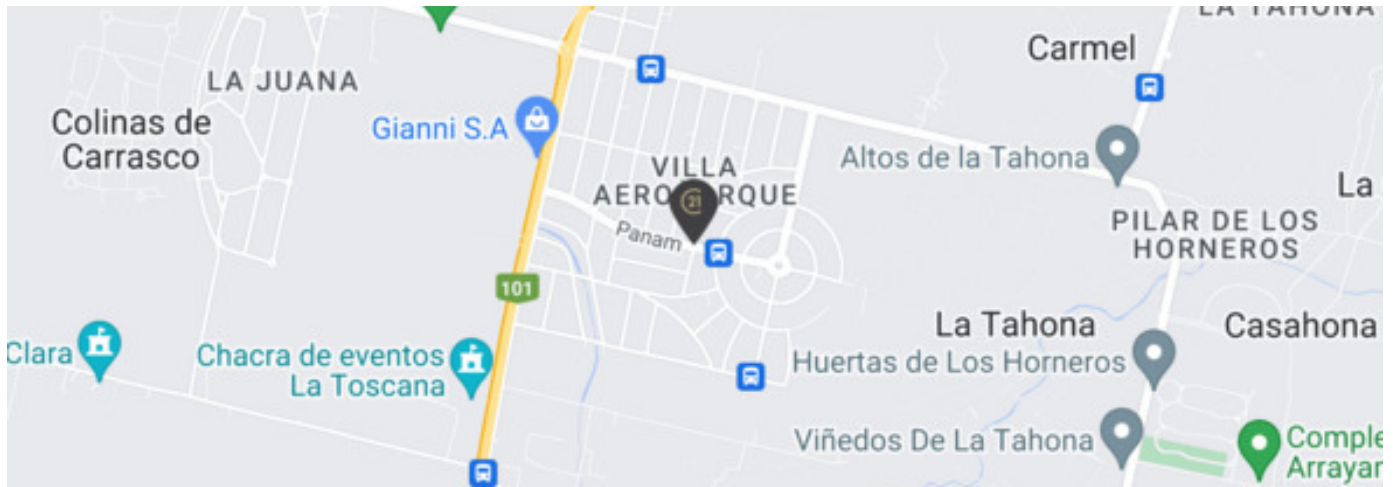 LA TAHONA
Carmel
LA JUANA
Colinas de
Carrasco
Gianni S.A
Altos de la Tahona
VILLA
21
La
PILAR DE LOS
HORNEROS
Panam
101
La Tahona
Casahona
Clara
Chacra de eventos
La Toscana
Huertas de Los Horneros
Viñedos De La Tahona
Comple
Arrayan